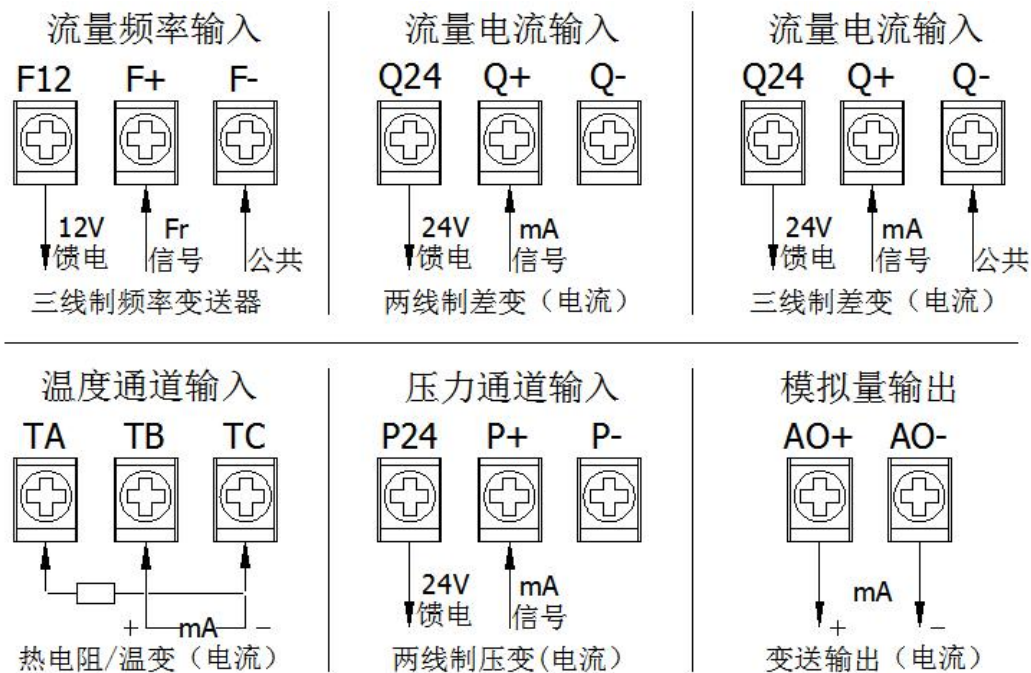 流量频率输入
F12 F+ F-
12V
馈电
Fr
信号
公共
三线制频率变送器
流量电流输入
Q24 Q+ Q-
24V
馈电
mA
信号
两线制差变（电流）
流量电流输入
Q24 Q+ Q-
24V
馈电
mA
信号
公共
三线制差变（电流）
温度通道输入
TA TB TC
+ mA -
热电阻/温变（电流）
压力通道输入
P24 P+ P-
24V
馈电
mA
信号
两线制压变(电流)
模拟量输出
AO+ AO-
mA
+ -
变送输出（电流）